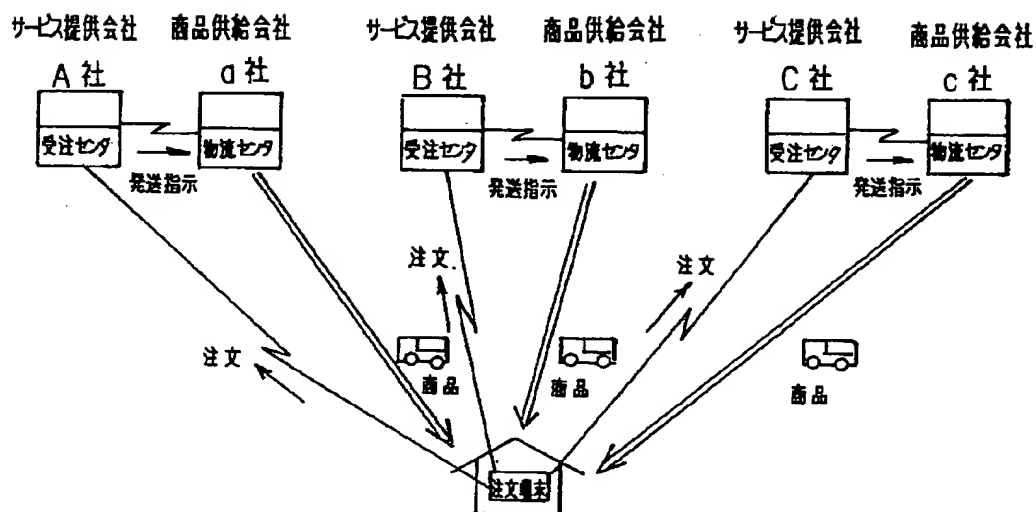 サービス提供会社 商品供給会社 サービス提供会社 商品供給会社 サービス提供会社 商品供給会社
A社 a社 B社 b社 C社 c社
受注センタ 物流センタ 受注センタ 物流センタ 受注センタ 物流センタ
発送指示 発送指示 発送指示
注文 注文
注文
商品 商品 商品
注文端末